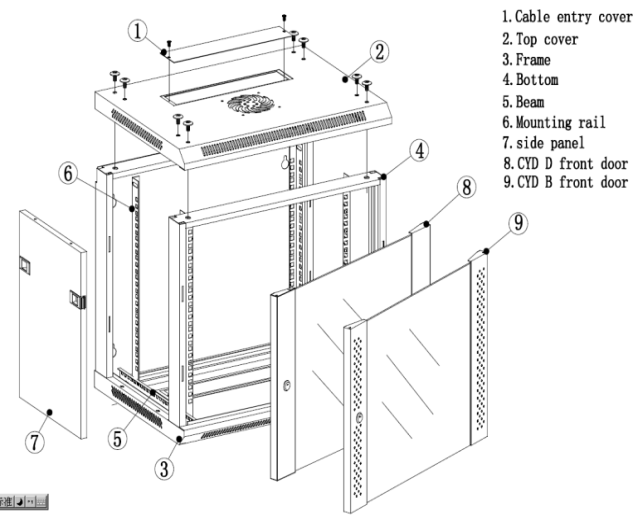 1.Cable entry cover
2.Top cover
3.Frame
4.Bottom
5.Beam
6.Mounting rail
7.side panel
8.CYD D front door
9.CYD B front door
1
2
4
6
8
9
7
5
3